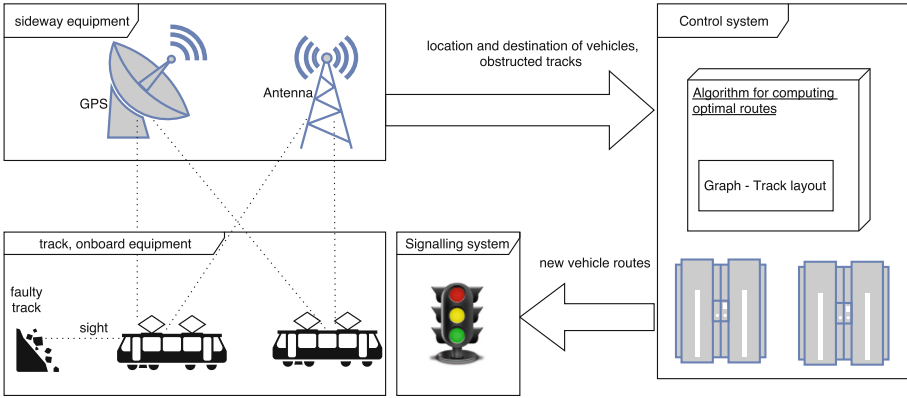 sideway equipment
GPS
Antenna
location and destination of vehicles,
obstructed tracks
Control system
Algorithm for computing
optimal routes
Graph - Track layout
track, onboard equipment
faulty
track
sight
Signalling system
new vehicle routes